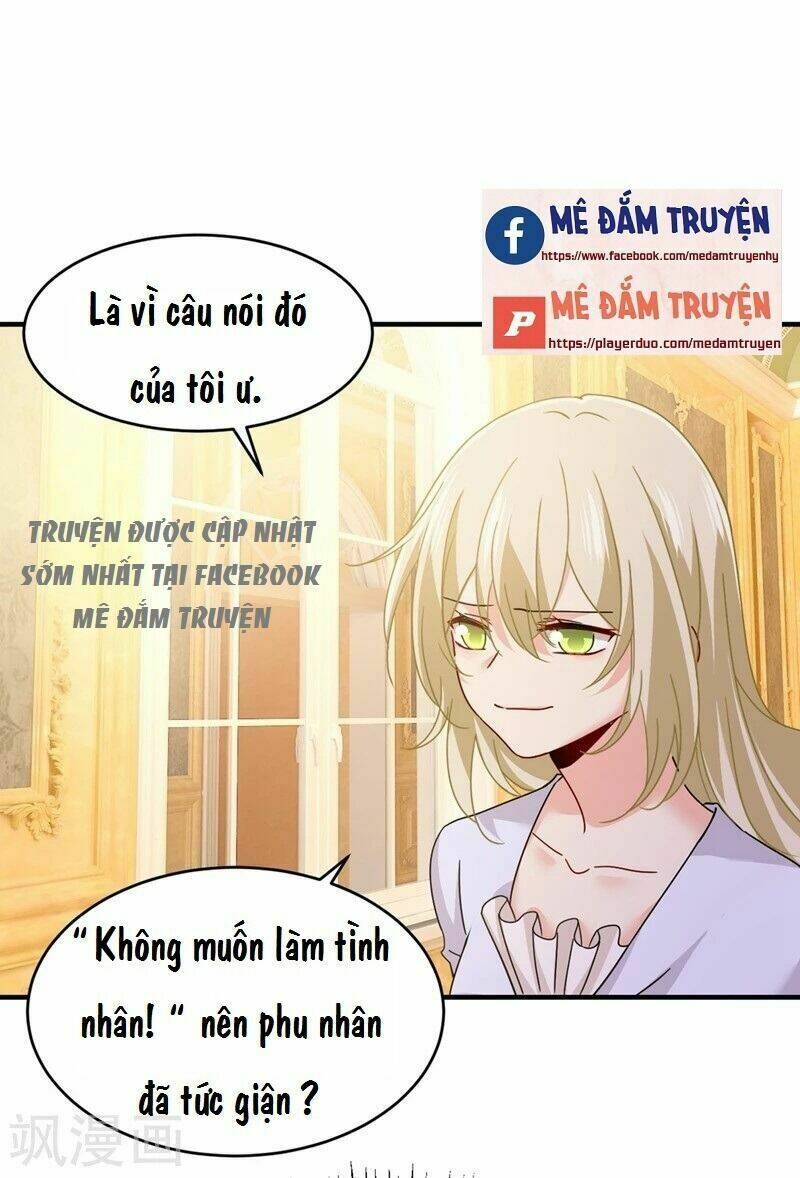 MÊ ĐẮM TRUYỆN
https://www.facebook.com/medamtruyenhy
MÊ ĐẮM TRUYỆN
https://playerduo.com/medamtruyen
Là vì câu nói đó
của tôi ư.
TRUYỆN ĐƯỢC CẬP NHẬT
SỚM NHẤT TẠI FACEBOOK
MÊ ĐẮM TRUYỆN
“Không muốn làm tình
nhân! “ nên phu nhân
đã tức giận ?
飒漫画